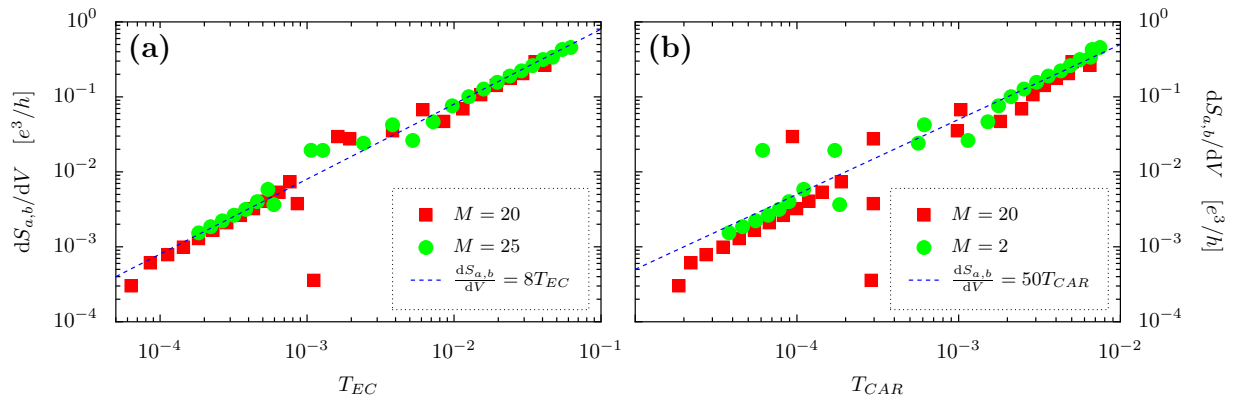 (a)
10^0
10^{-1}
10^{-2}
10^{-3}
10^{-4}
dS_{a,b}/dV [e^3/h]
10^{-4} 10^{-3} 10^{-2} 10^{-1}
T_{EC}
M = 20
M = 25
\frac{dS_{a,b}}{dV} = 8T_{EC}
(b)
10^0
10^{-1}
10^{-2}
10^{-3}
10^{-4}
dS_{a,b}/dV [e^3/h]
10^{-4} 10^{-3} 10^{-2}
T_{CAR}
M = 20
M = 2
\frac{dS_{a,b}}{dV} = 50T_{CAR}